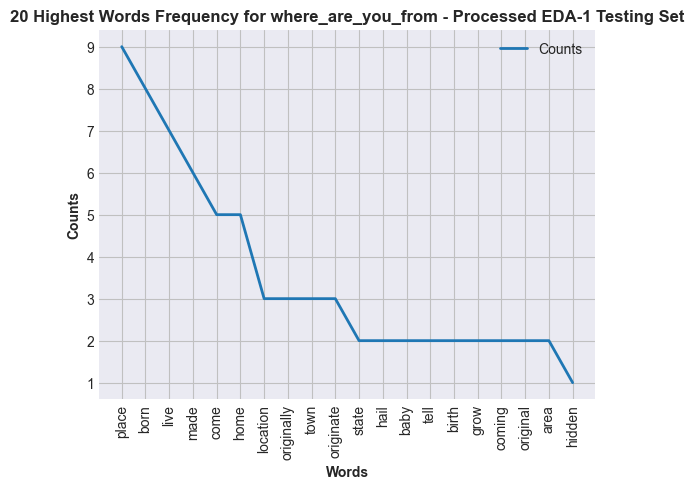 20 Highest Words Frequency for where_are_you_from - Processed EDA-1 Testing Set
Counts
9
8
7
6
5
4
3
2
1
Counts
place
born
live
made
come
home
location
originally
town
originate
state
hail
baby
tell
birth
grow
coming
original
area
hidden
Words